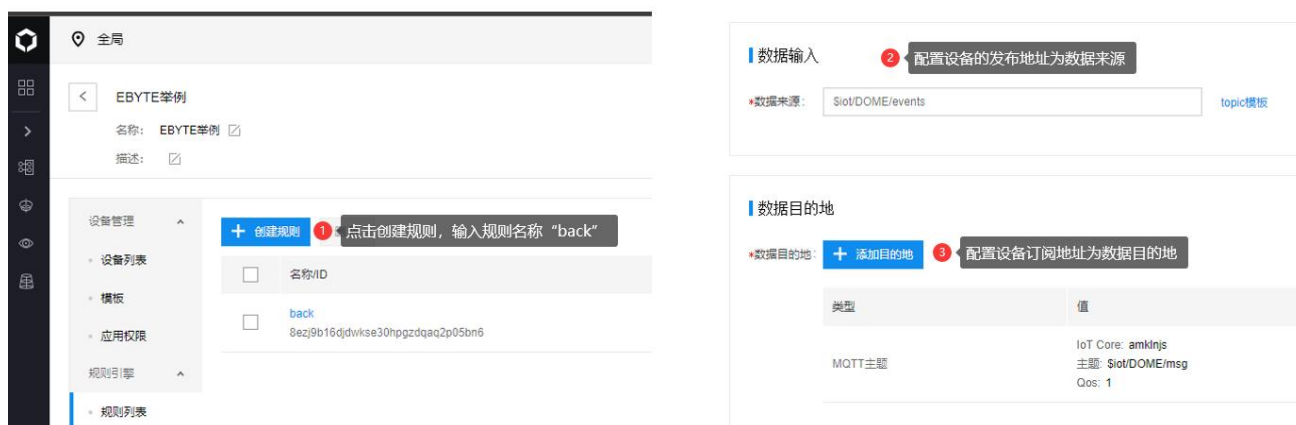 全局
EBYTE举例
名称: EBYTE举例
描述:
设备管理
设备列表
模板
应用权限
规则引擎
规则列表
+ 创建规则
1 点击创建规则，输入规则名称“back”
名称/ID
back
8ezj9b16djdwkse30hpgzdqaq2p05bn6
数据输入
2 配置设备的发布地址为数据来源
*数据来源: $iot/DOME/events topic模板
数据目的地
*数据目的地: + 添加目的地
3 配置设备订阅地址为数据目的地
类型 值
MQTT主题
IoT Core: amklnjs
主题: $iot/DOME/msg
Qos: 1